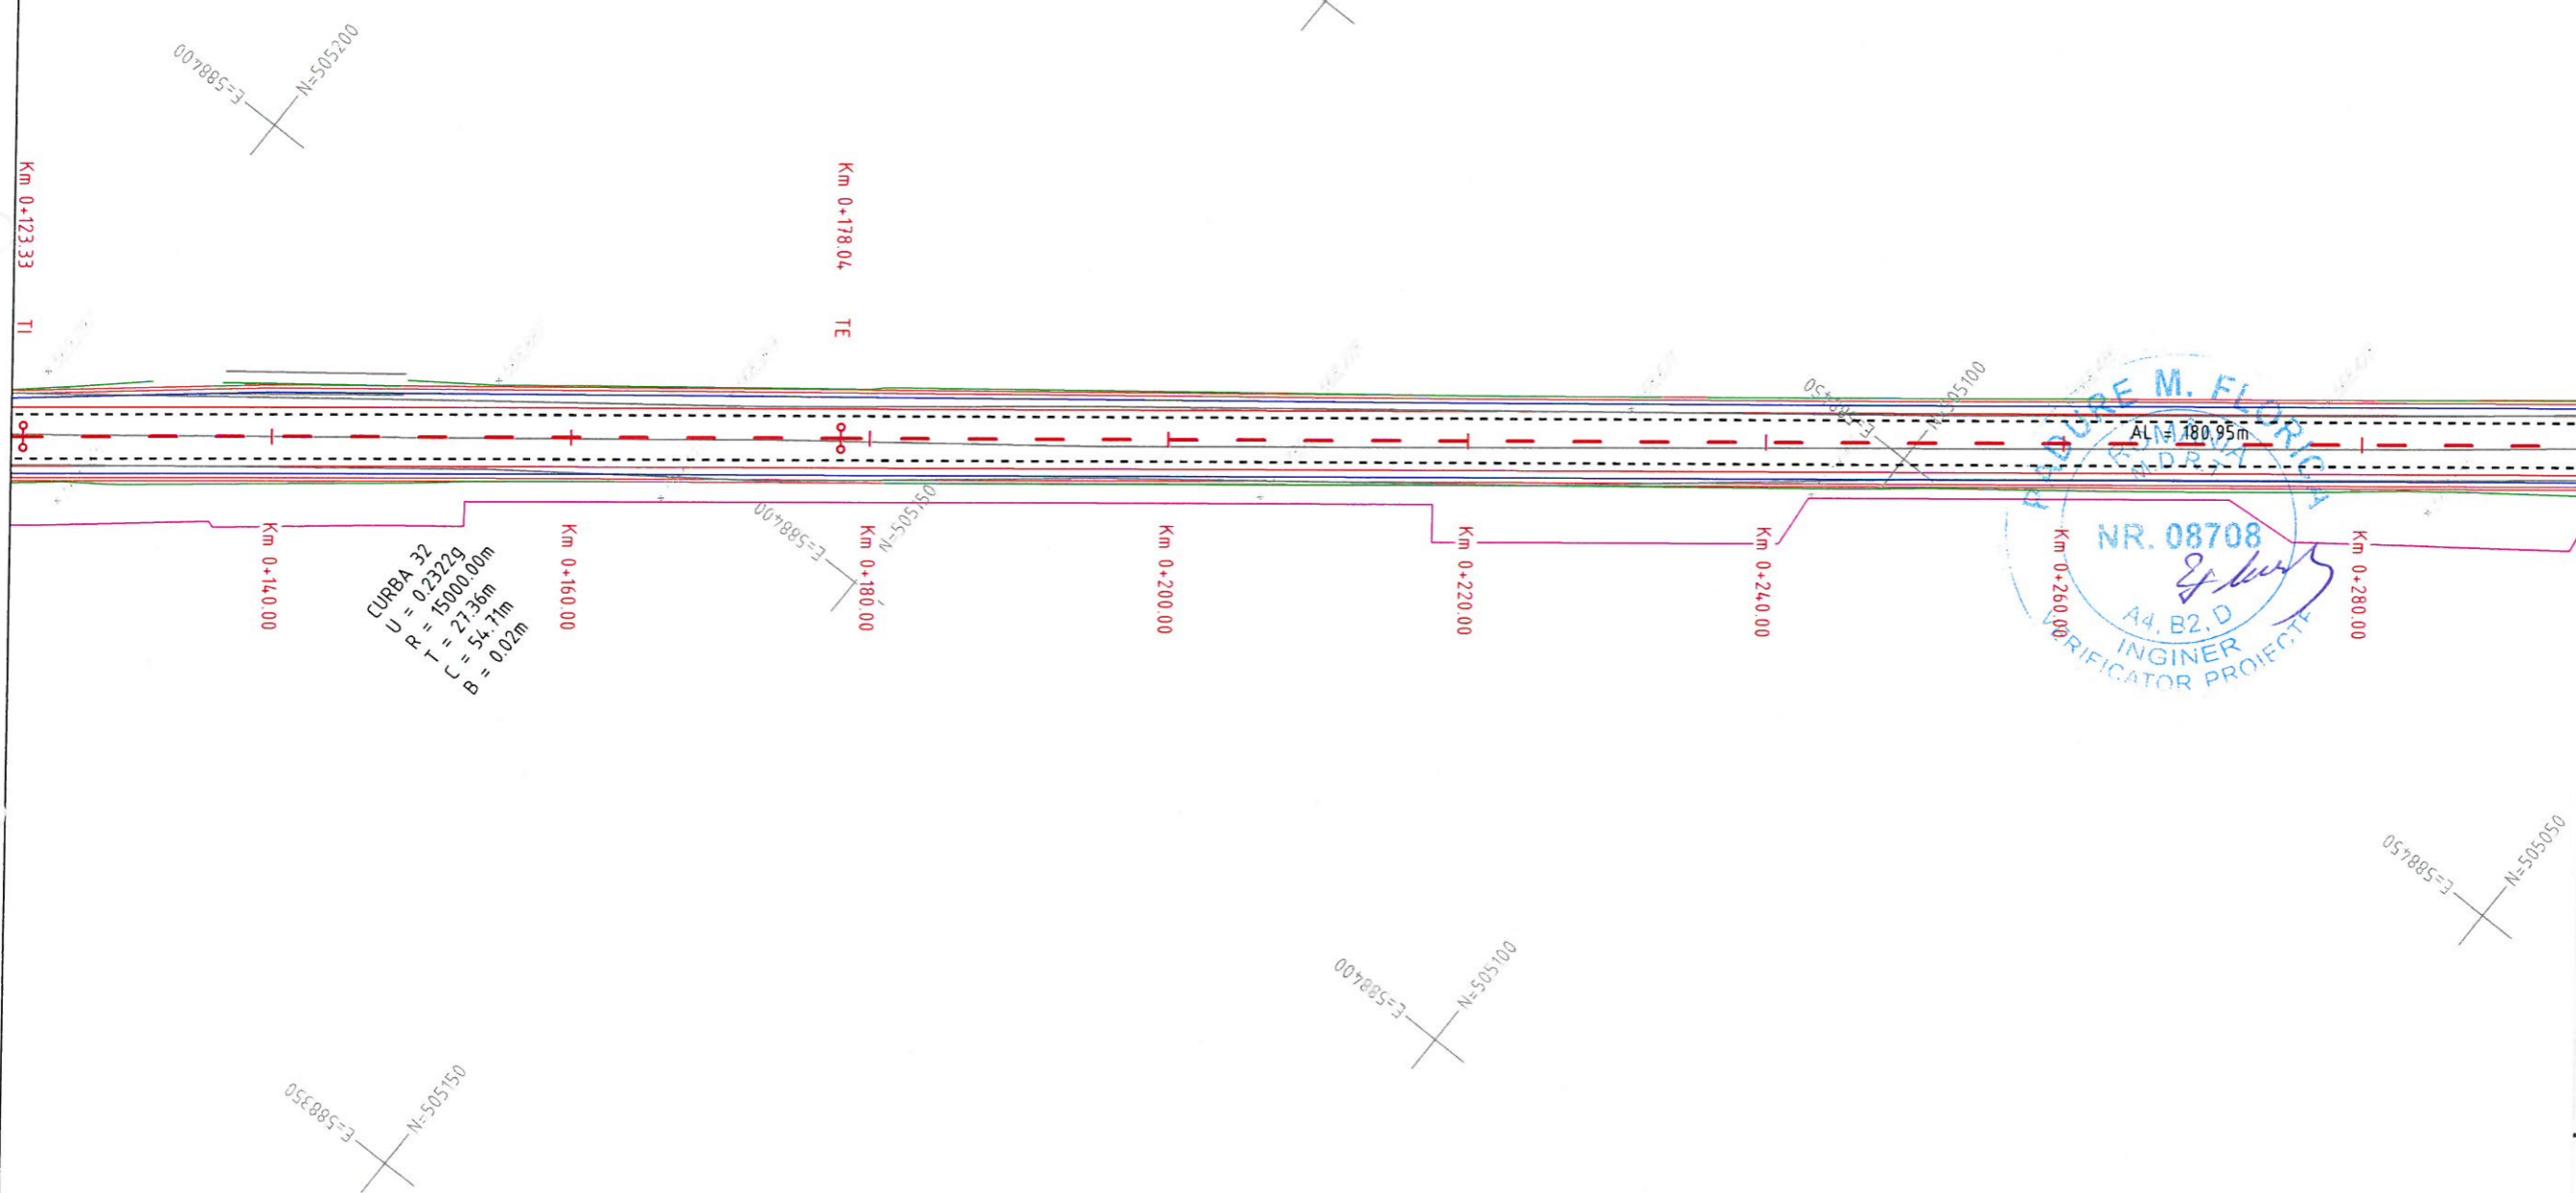 E=588400
N=505200
Km 0+123.33 TI
Km 0+178.04 TE
E=588450
N=505100
AL = 180.95m
PADURE M. FLORICA
ROMANIA
M.D.R.T
NR. 08708
A4, B2, D
INGINER
VERIFICATOR PROIECTE
E=588400
N=505150
Km 0+140.00
Km 0+160.00
Km 0+180.00
Km 0+200.00
Km 0+220.00
Km 0+240.00
Km 0+260.00
Km 0+280.00
CURBA 32
U = 0.2322g
R = 15000.00m
T = 27.36m
C = 54.71m
B = 0.02m
E=588450
N=505050
E=588400
N=505100
E=588350
N=505150